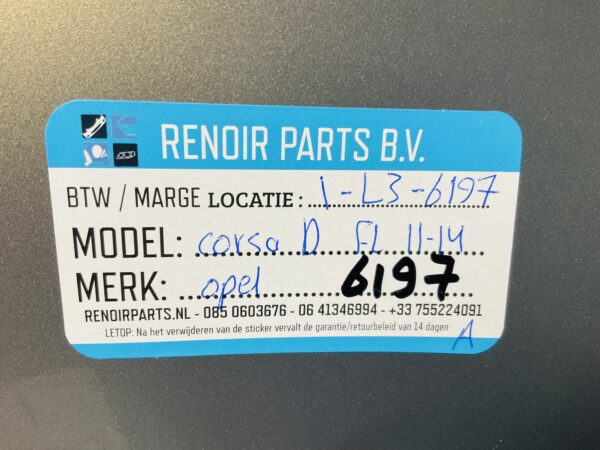 RENOIR PARTS B.V.
BTW / MARGE LOCATIE: 1-L3-6197
MODEL: corsa D FL 11-14
MERK: opel 6197
RENOIRPARTS.NL - 085 0603676 - 06 41346994 - +33 755224091
LETOP: Na het verwijderen van de sticker vervalt de garantie/retourbeleid van 14 dagen
A